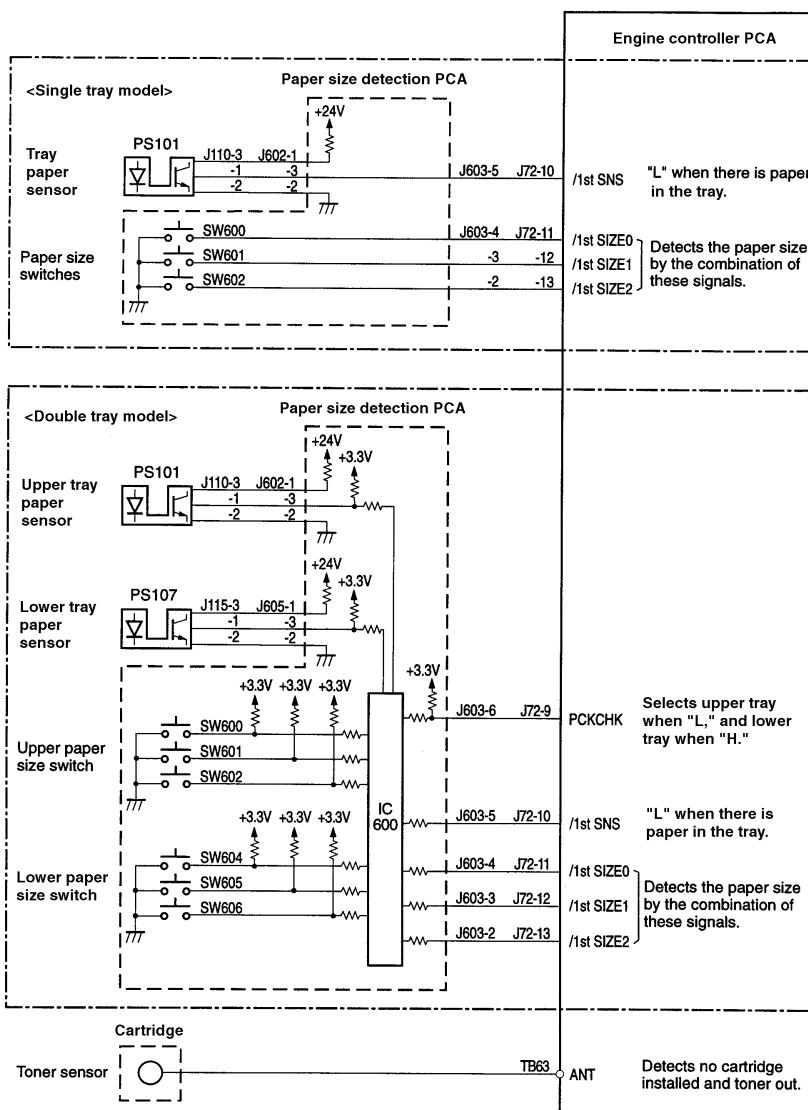 Engine controller PCA
<Single tray model>
Paper size detection PCA
+24V
Tray
paper
sensor
PS101
J110-3 J602-1
-1 -3
-2 -2
J603-5 J72-10
/1st SNS
"L" when there is paper
in the tray.
Paper size
switches
SW600
SW601
SW602
J603-4 J72-11
-3 -12
-2 -13
/1st SIZE0
/1st SIZE1
/1st SIZE2
Detects the paper size
by the combination of
these signals.
<Double tray model>
Paper size detection PCA
+24V
+3.3V
Upper tray
paper
sensor
PS101
J110-3 J602-1
-1 -3
-2 -2
+24V
+3.3V
Lower tray
paper
sensor
PS107
J115-3 J605-1
-1 -3
-2 -2
+3.3V +3.3V +3.3V
+3.3V
Upper paper
size switch
SW600
SW601
SW602
J603-6 J72-9
PCKCHK
Selects upper tray
when "L," and lower
tray when "H."
IC
600
+3.3V +3.3V +3.3V
Lower paper
size switch
SW604
SW605
SW606
J603-5 J72-10
/1st SNS
"L" when there is
paper in the tray.
J603-4 J72-11
J603-3 J72-12
J603-2 J72-13
/1st SIZE0
/1st SIZE1
/1st SIZE2
Detects the paper size
by the combination of
these signals.
Cartridge
Toner sensor
TB63
ANT
Detects no cartridge
installed and toner out.